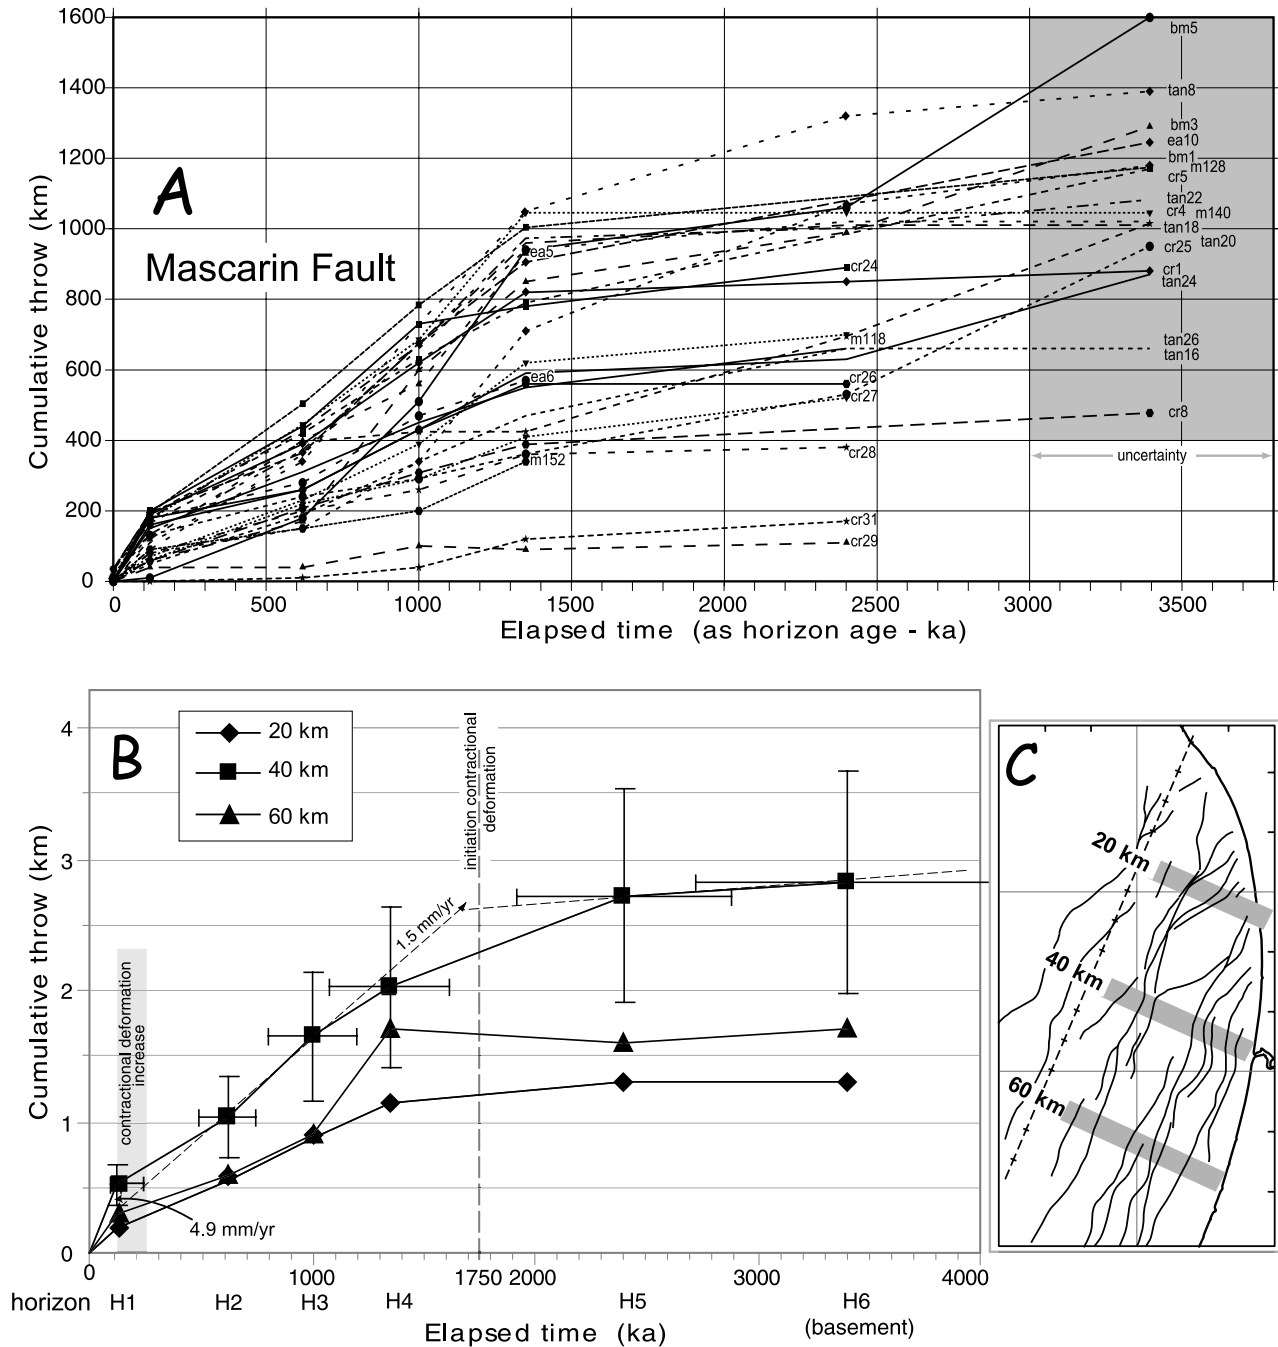 A
Mascarin Fault
Cumulative throw (km)
1600
1400
1200
1000
800
600
400
200
0
0 500 1000 1500 2000 2500 3000 3500
Elapsed time (as horizon age - ka)
bm5
tan8
bm3
ea10
bm1
m128
cr5
tan22
cr4 m140
tan18
cr25 tan20
cr1
tan24
tan26
tan16
cr8
uncertainty
ea5
cr24
m118
ea6
cr26
cr27
cr28
m152
cr31
cr29
B
20 km
40 km
60 km
Cumulative throw (km)
4
3
2
1
0
contractional deformation
increase
initiation contractional
deformation
1.5 mm/yr
4.9 mm/yr
0 1000 1750 2000 3000 4000
horizon H1 H2 H3 H4 H5 H6
(basement)
Elapsed time (ka)
C
20 km
40 km
60 km